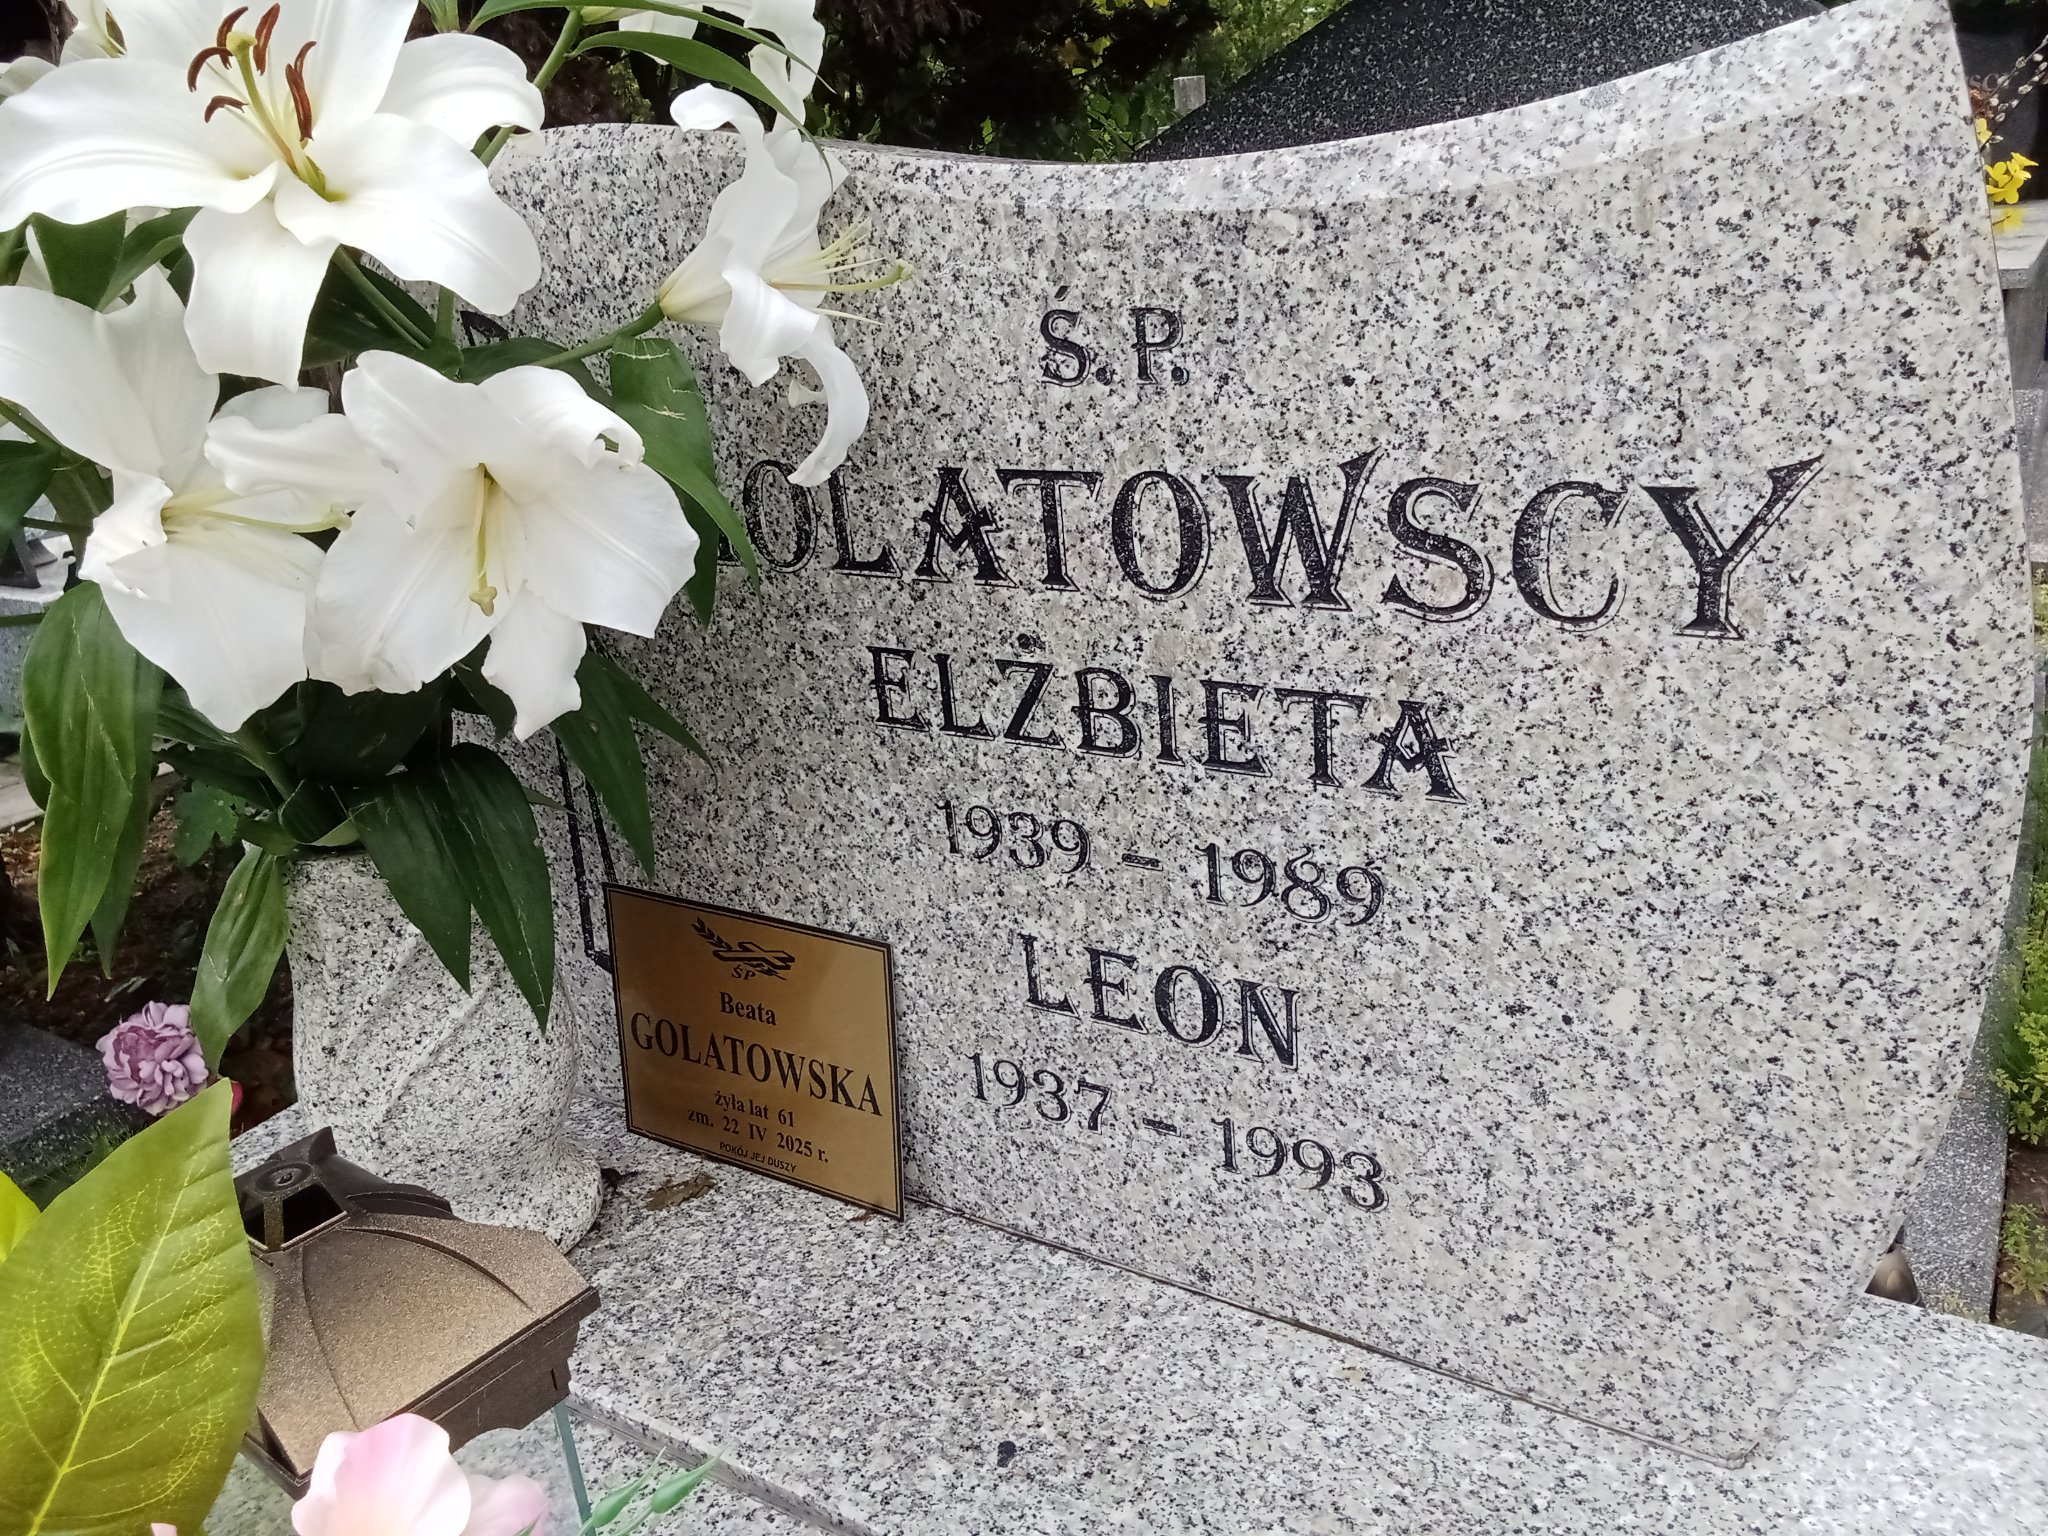 Ś.P.
GOLATOWSCY
ELŻBIETA
1939 – 1989
LEON
1937 – 1993
ŚP
Beata
GOLATOWSKA
żyła lat 61
zm. 22 IV 2025 r.
POKÓJ JEJ DUSZY